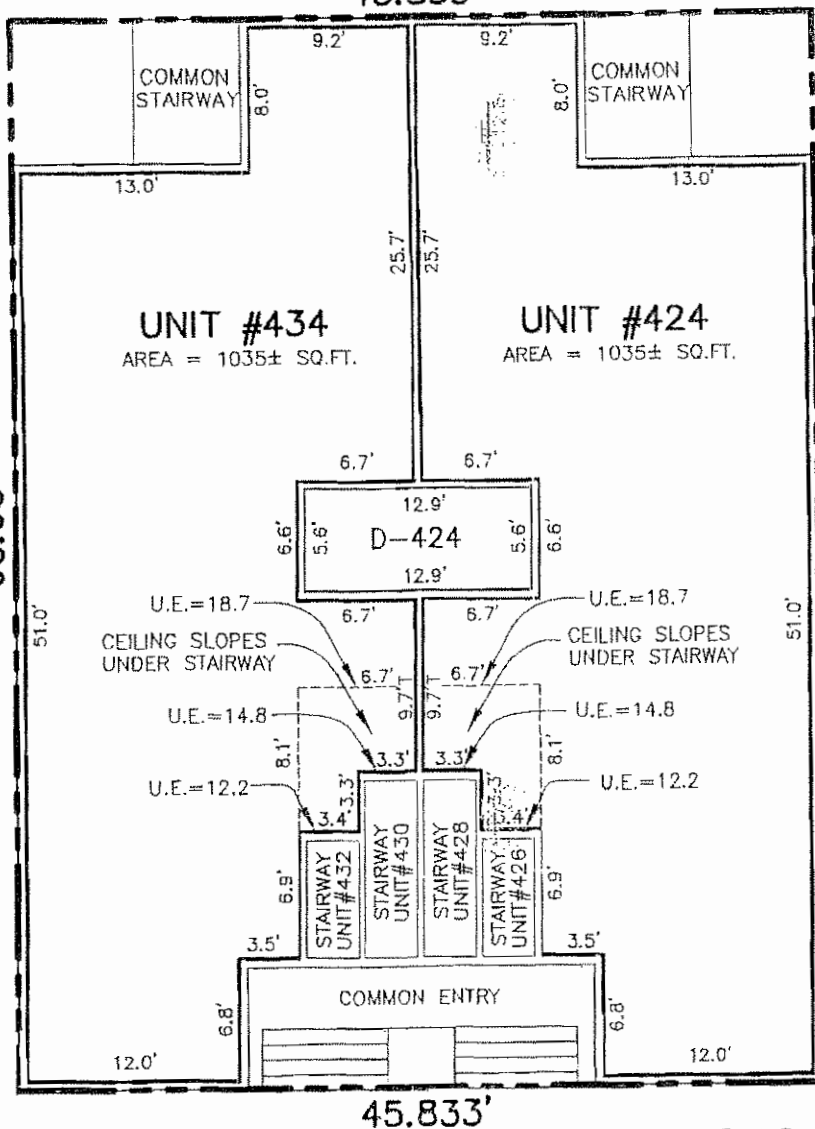 9.2'
9.2'
COMMON
STAIRWAY
8.0'
8.0'
COMMON
STAIRWAY
13.0'
13.0'
25.7'
25.7'
UNIT #434
AREA = 1035± SQ.FT.
UNIT #424
AREA = 1035± SQ.FT.
6.7'
6.7'
12.9'
6.6'
5.6'
D-424
5.6'
6.6'
12.9'
51.0'
51.0'
U.E.=18.7
6.7'
6.7'
U.E.=18.7
CEILING SLOPES
UNDER STAIRWAY
CEILING SLOPES
UNDER STAIRWAY
6.7'
9.7'T
9.7'T
6.7'
U.E.=14.8
U.E.=14.8
8.1'
3.3'
3.3'
8.1'
U.E.=12.2
3.3'
3.3'
U.E.=12.2
3.4'
3.4'
6.9'
STAIRWAY
UNIT#432
STAIRWAY
UNIT#430
STAIRWAY
UNIT#428
STAIRWAY
UNIT#426
6.9'
3.5'
3.5'
6.8'
COMMON ENTRY
6.8'
12.0'
12.0'
45.833'